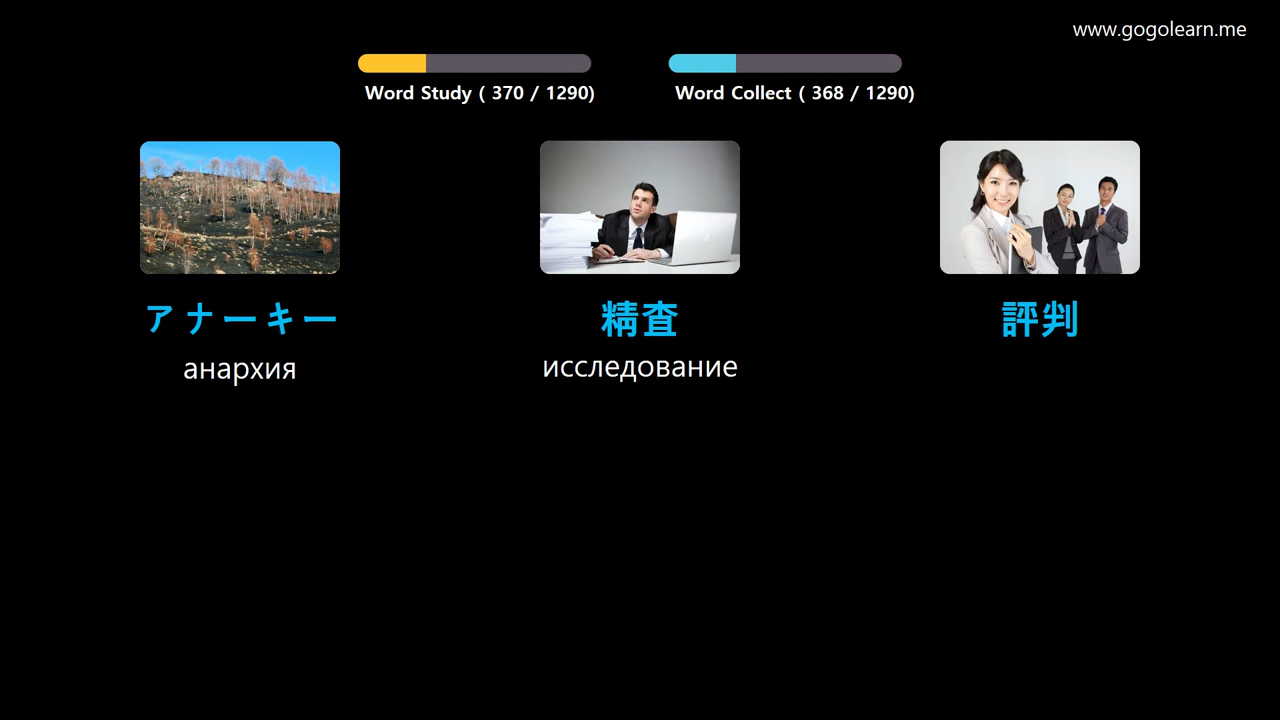 www.gogolearn.me
Word Study ( 370 / 1290)
Word Collect ( 368 / 1290)
アナーキー
精査
評判
анархия
исследование